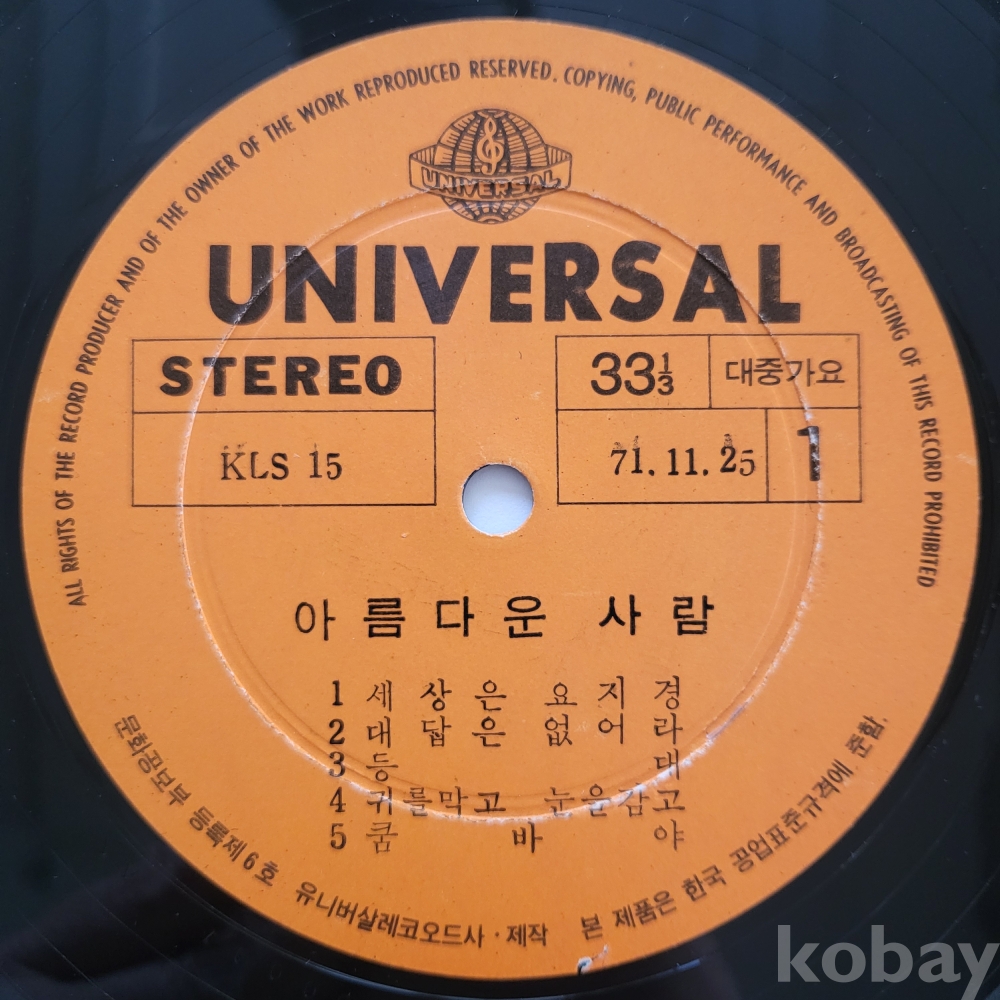 ALL RIGHTS OF THE RECORD PRODUCER AND OF THE OWNER OF THE WORK REPRODUCED RESERVED. COPYING, PUBLIC PERFORMANCE AND BROADCASTING OF THIS RECORD PROHIBITED
UNIVERSAL
UNIVERSAL
STEREO
33⅓
대중가요
KLS 15
71.11.25
1
아름다운 사람
1 세상은 요지경
2 대답은 없어라
3 등 대
4 귀를막고 눈을감고
5 쿰 바 야
문화공보부 등록제6호 유니버살레코오드사·제작 본 제품은 한국 공업표준규격에 준함.
kobay